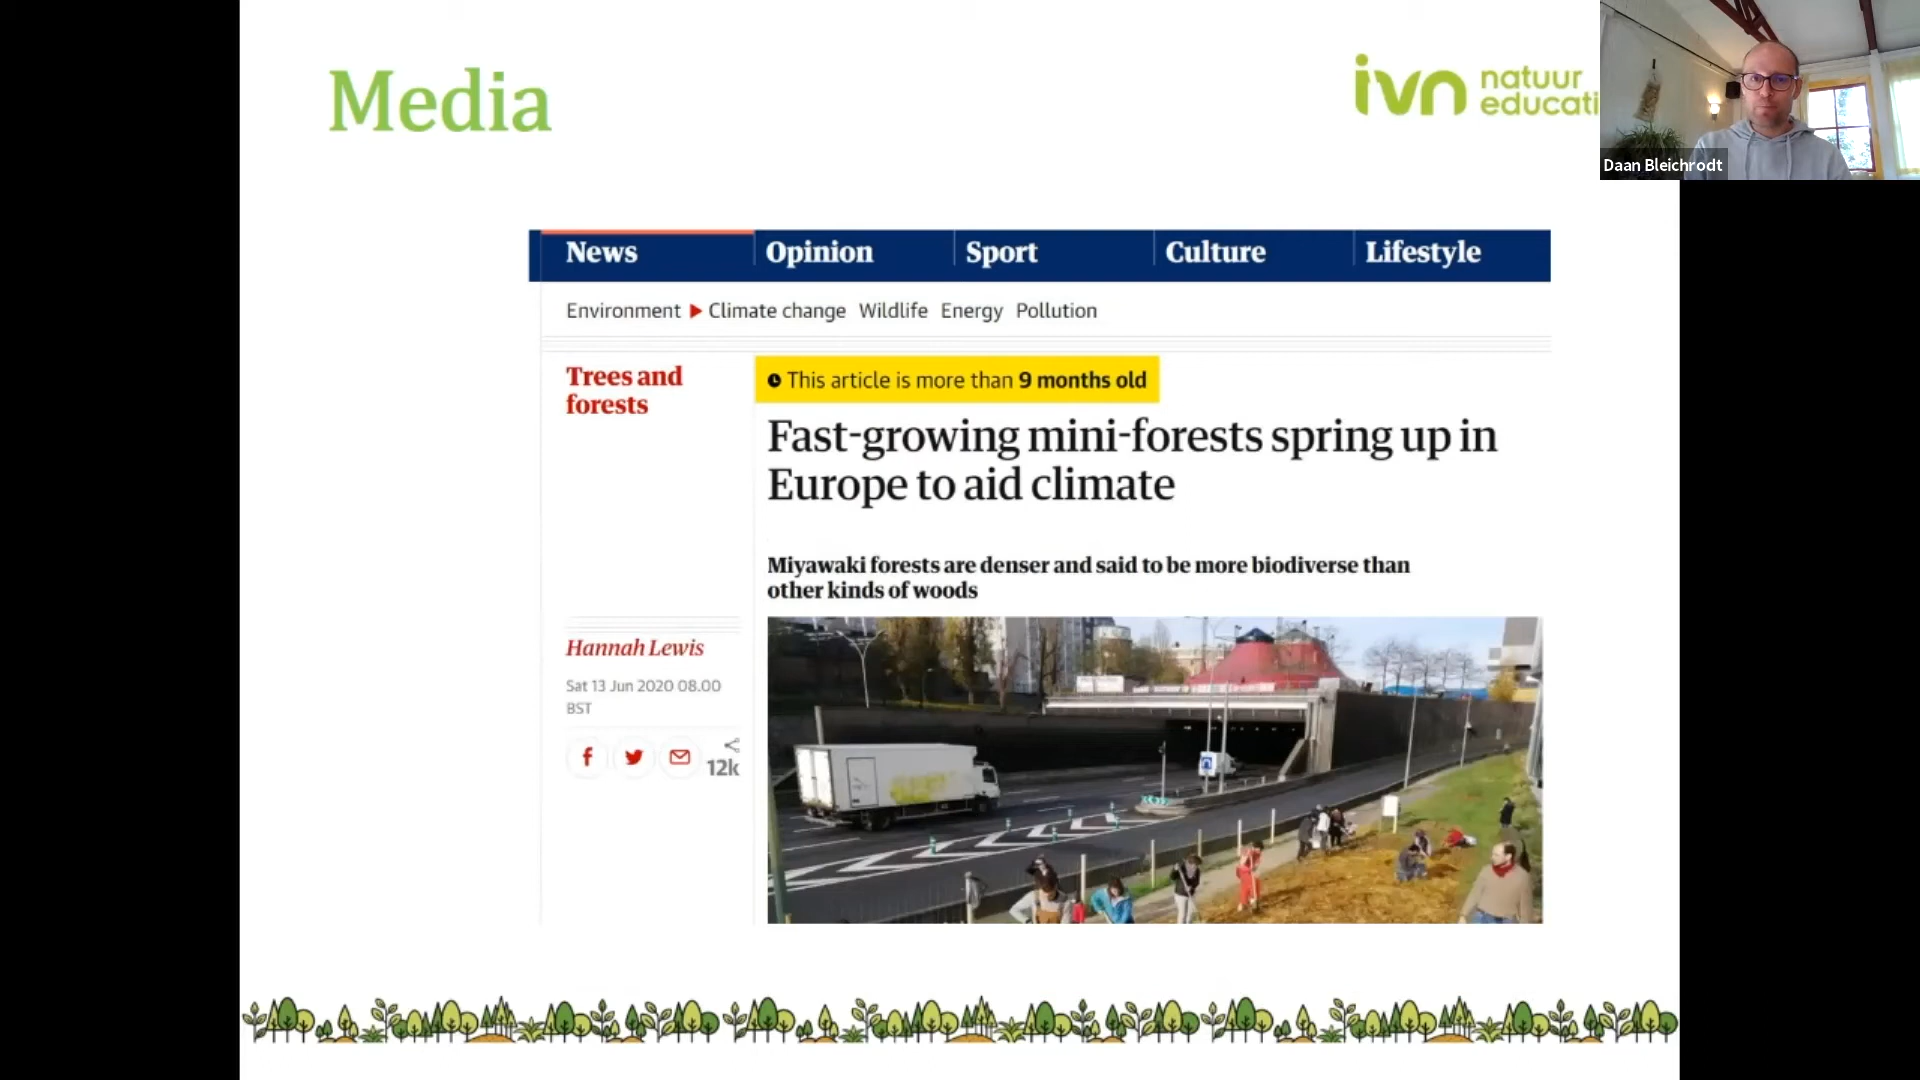 Media
ivn natuur
educati
Daan Bleichrodt
News Opinion Sport Culture Lifestyle
Environment Climate change Wildlife Energy Pollution
Trees and
forests
This article is more than 9 months old
Fast-growing mini-forests spring up in
Europe to aid climate
Miyawaki forests are denser and said to be more biodiverse than
other kinds of woods
Hannah Lewis
Sat 13 Jun 2020 08.00
BST
12k